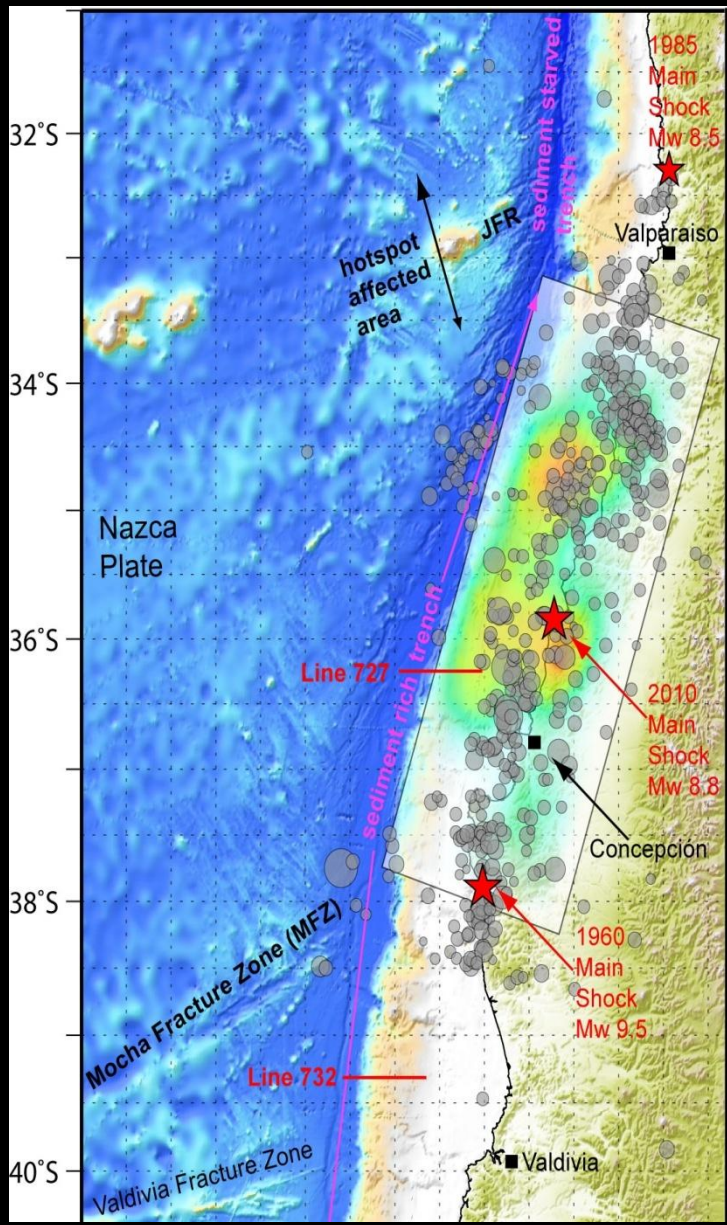 1985
Main
Shock
Mw 8.5
32°S
sediment starved
trench
Valparaiso
JFR
hotspot
affected
area
34°S
Nazca
Plate
36°S
Line 727
sediment rich trench
2010
Main
Shock
Mw 8.8
Concepción
38°S
1960
Main
Shock
Mw 9.5
Mocha Fracture Zone (MFZ)
Line 732
40°S
Valdivia
Valdivia Fracture Zone